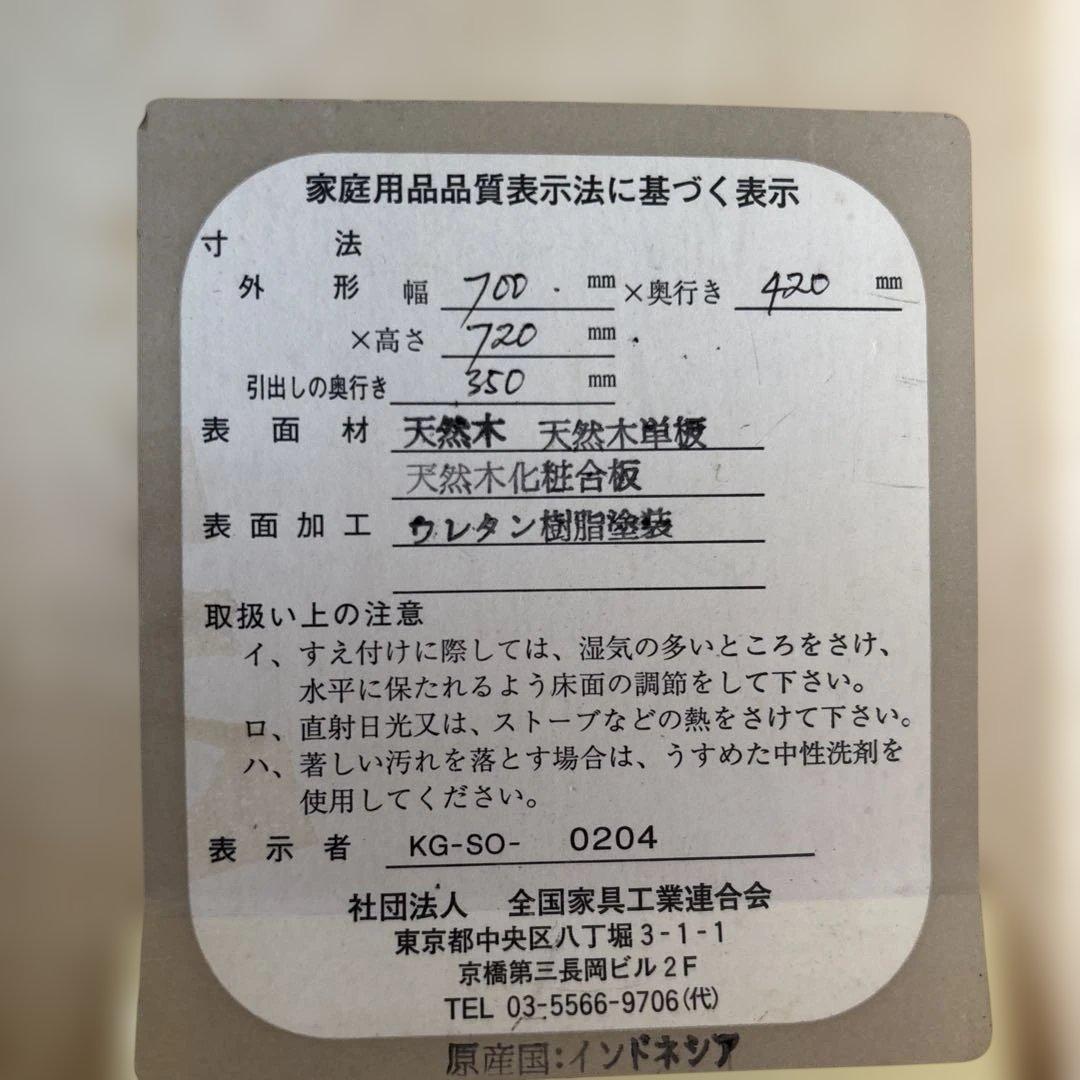 家庭用品品質表示法に基づく表示
寸法
外形 幅 700 mm ×奥行き 420 mm
×高さ 720 mm
引出しの奥行き 350 mm
表面材 天然木 天然木単板
天然木化粧合板
表面加工 ウレタン樹脂塗装
取扱い上の注意
イ、すえ付けに際しては、湿気の多いところをさけ、
水平に保たれるよう床面の調節をして下さい。
ロ、直射日光又は、ストーブなどの熱をさけて下さい。
ハ、著しい汚れを落とす場合は、うすめた中性洗剤を
使用してください。
表示者 KG-SO- 0204
社団法人 全国家具工業連合会
東京都中央区八丁堀3-1-1
京橋第三長岡ビル2F
TEL 03-5566-9706(代)
原産国:インドネシア